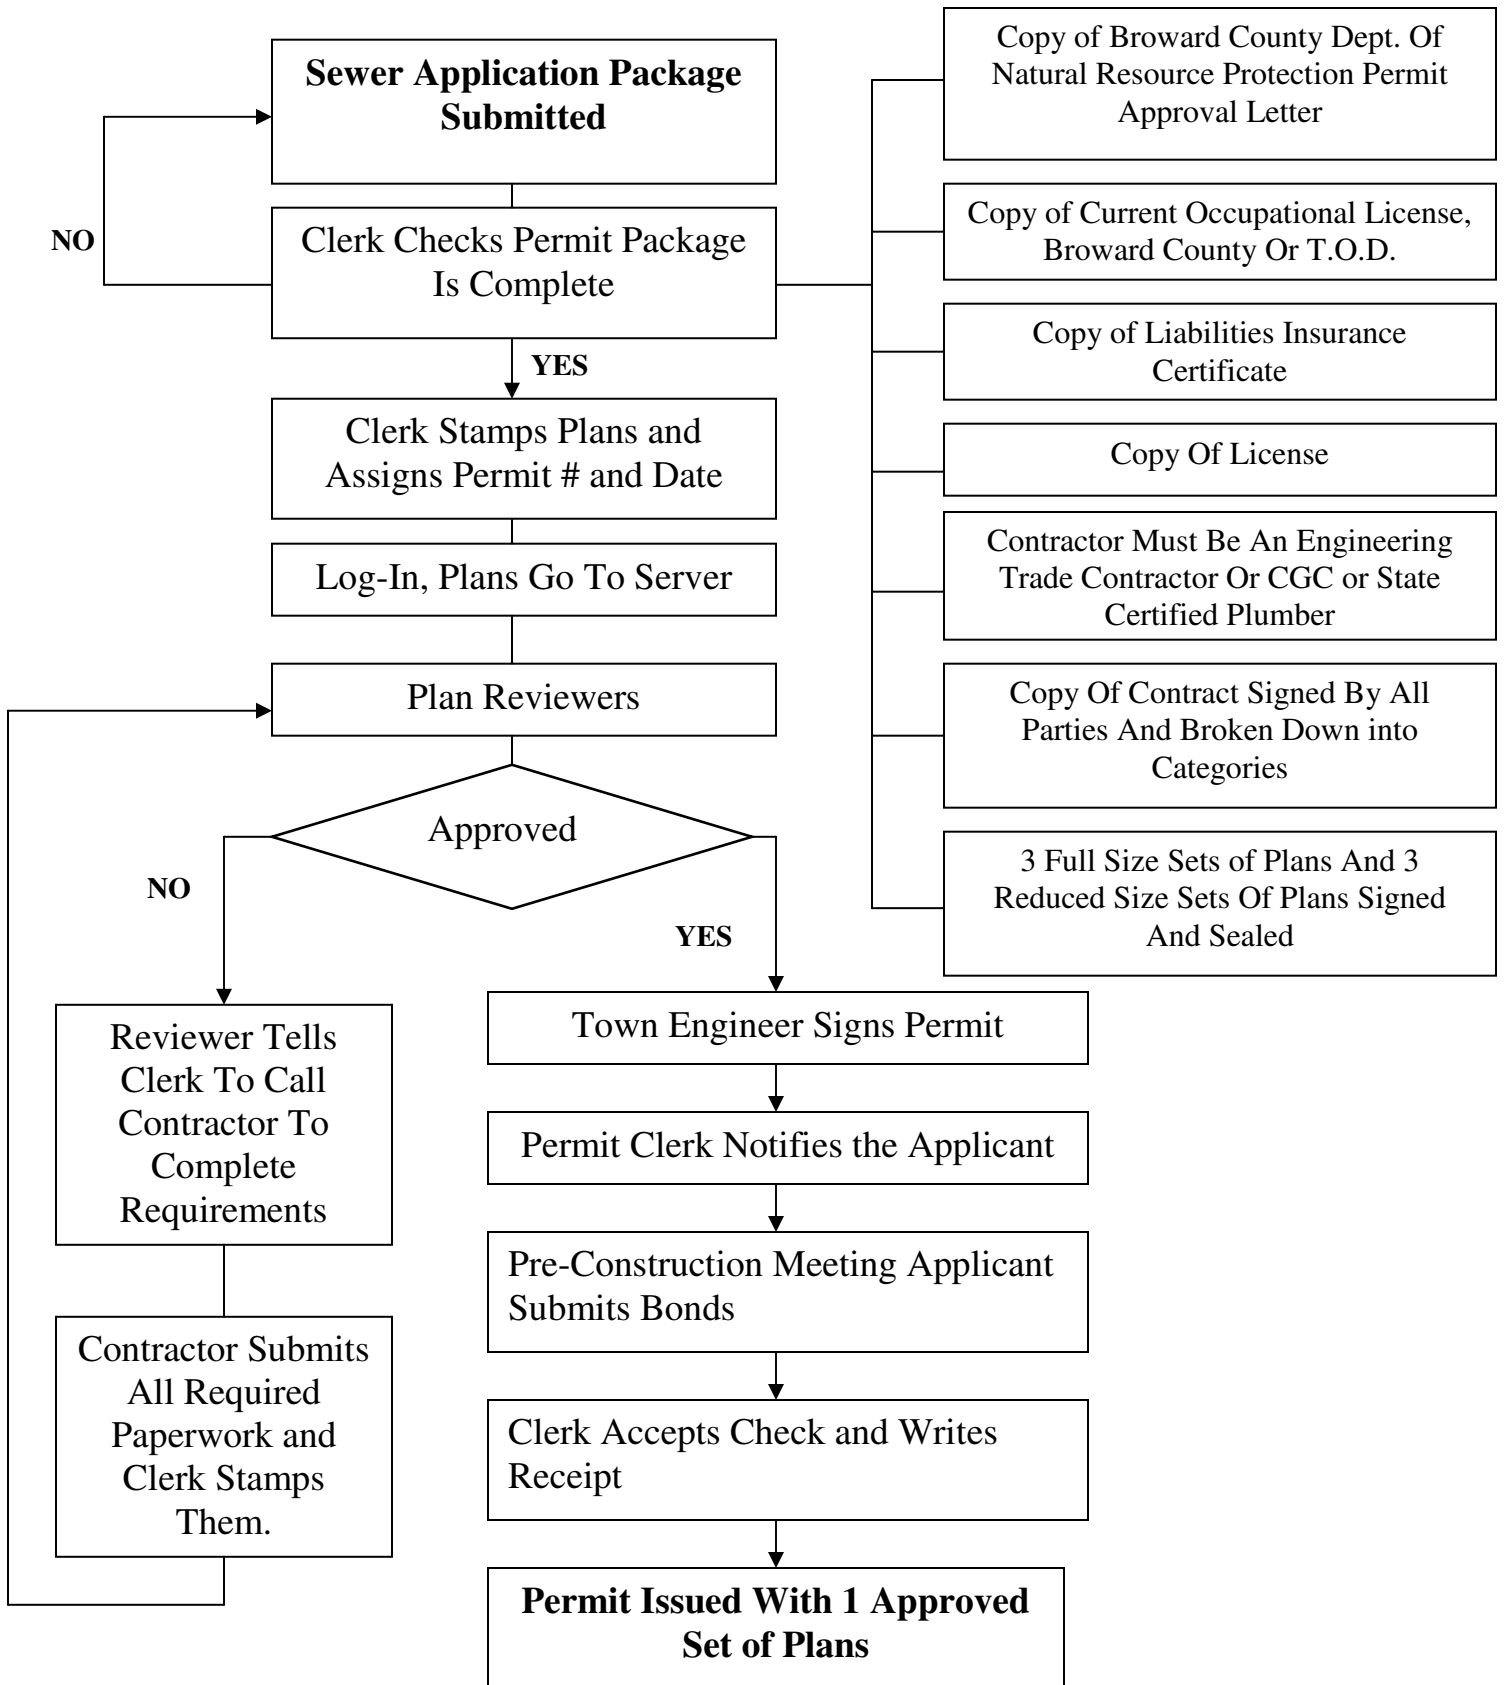 Sewer Application Package
Submitted
NO
Clerk Checks Permit Package
Is Complete
YES
Clerk Stamps Plans and
Assigns Permit # and Date
Log-In, Plans Go To Server
Plan Reviewers
Approved
NO
YES
Reviewer Tells
Clerk To Call
Contractor To
Complete
Requirements
Contractor Submits
All Required
Paperwork and
Clerk Stamps
Them.
Town Engineer Signs Permit
Permit Clerk Notifies the Applicant
Pre-Construction Meeting Applicant
Submits Bonds
Clerk Accepts Check and Writes
Receipt
Permit Issued With 1 Approved
Set of Plans
Copy of Broward County Dept. Of
Natural Resource Protection Permit
Approval Letter
Copy of Current Occupational License,
Broward County Or T.O.D.
Copy of Liabilities Insurance
Certificate
Copy Of License
Contractor Must Be An Engineering
Trade Contractor Or CGC or State
Certified Plumber
Copy Of Contract Signed By All
Parties And Broken Down into
Categories
3 Full Size Sets of Plans And 3
Reduced Size Sets Of Plans Signed
And Sealed